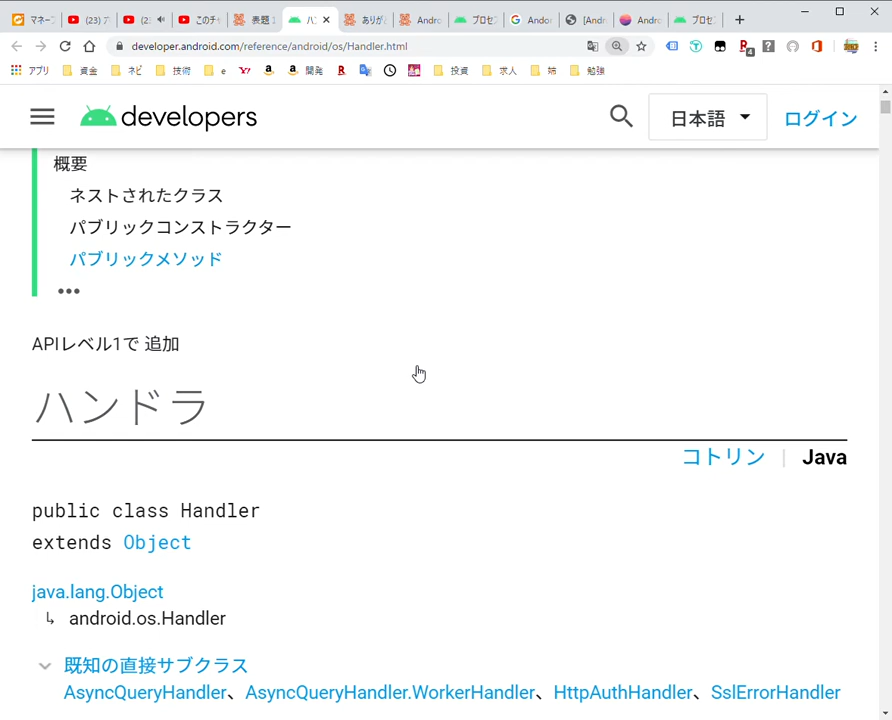 マネー
(23) ア
(23
このチャ
表題
ハン
ありが
Andro
プロセス
Andor
[And
Andro
プロセ
developer.android.com/reference/android/os/Handler.html
アプリ 資金 ナビ 技術 e 開発 投資 求人 姉 勉強
developers 日本語 ログイン
概要
ネストされたクラス
パブリックコンストラクター
パブリックメソッド
•••
APIレベル1で 追加
ハンドラ
コトリン | Java
public class Handler
extends Object
java.lang.Object
↳ android.os.Handler
既知の直接サブクラス
AsyncQueryHandler、AsyncQueryHandler.WorkerHandler、HttpAuthHandler、SslErrorHandler